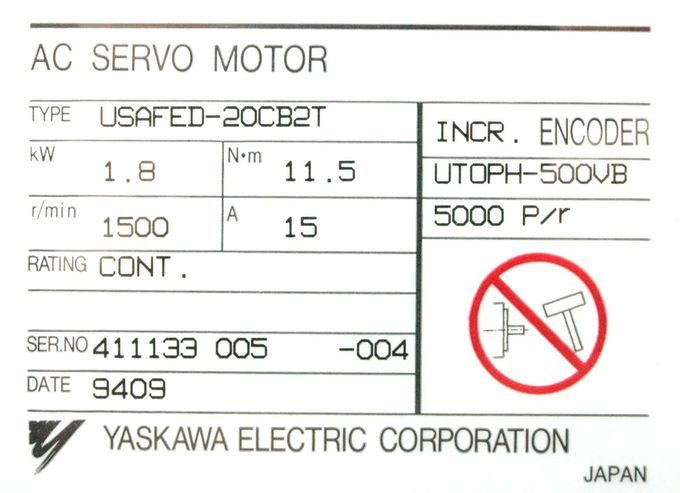 AC SERVO MOTOR
TYPE USAFED-20CB2T
INCR. ENCODER
kW 1.8 N•m 11.5
UTOPH-500VB
r/min 1500 A 15
5000 P/r
RATING CONT.
SER.NO 411133 005 -004
DATE 9409
YASKAWA ELECTRIC CORPORATION
JAPAN